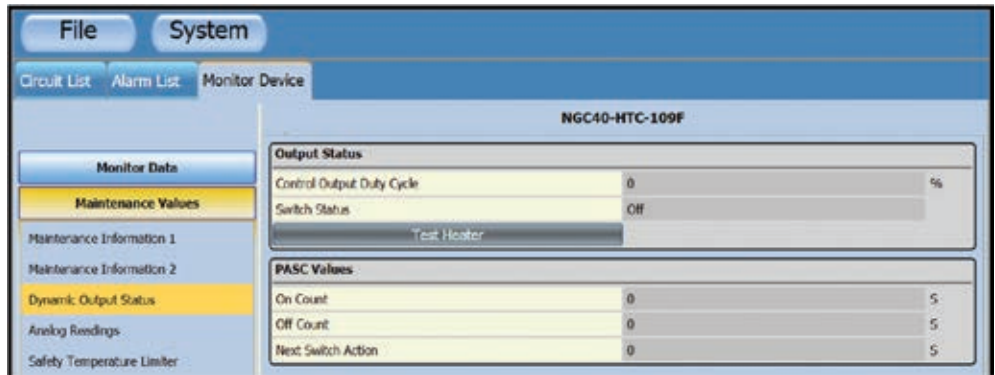 File System
Circuit List Alarm List Monitor Device
NGC40-HTC-109F
Monitor Data
Maintenance Values
Maintenance Information 1
Maintenance Information 2
Dynamic Output Status
Analog Readings
Safety Temperature Limiter
Output Status
Control Output Duty Cycle 0 %
Switch Status Off
Test Heater
PASC Values
On Count 0 S
Off Count 0 S
Next Switch Action 0 S